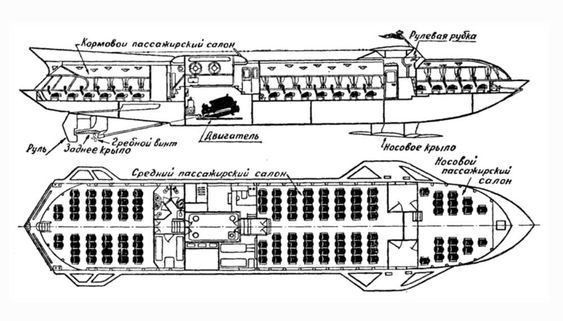 Кормовой пассажирский салон
Рулевая рубка
Руль
Заднее крыло
Гребной винт
Двигатель
Носовое крыло
Средний пассажирский салон
Носовой
пассажирский
салон